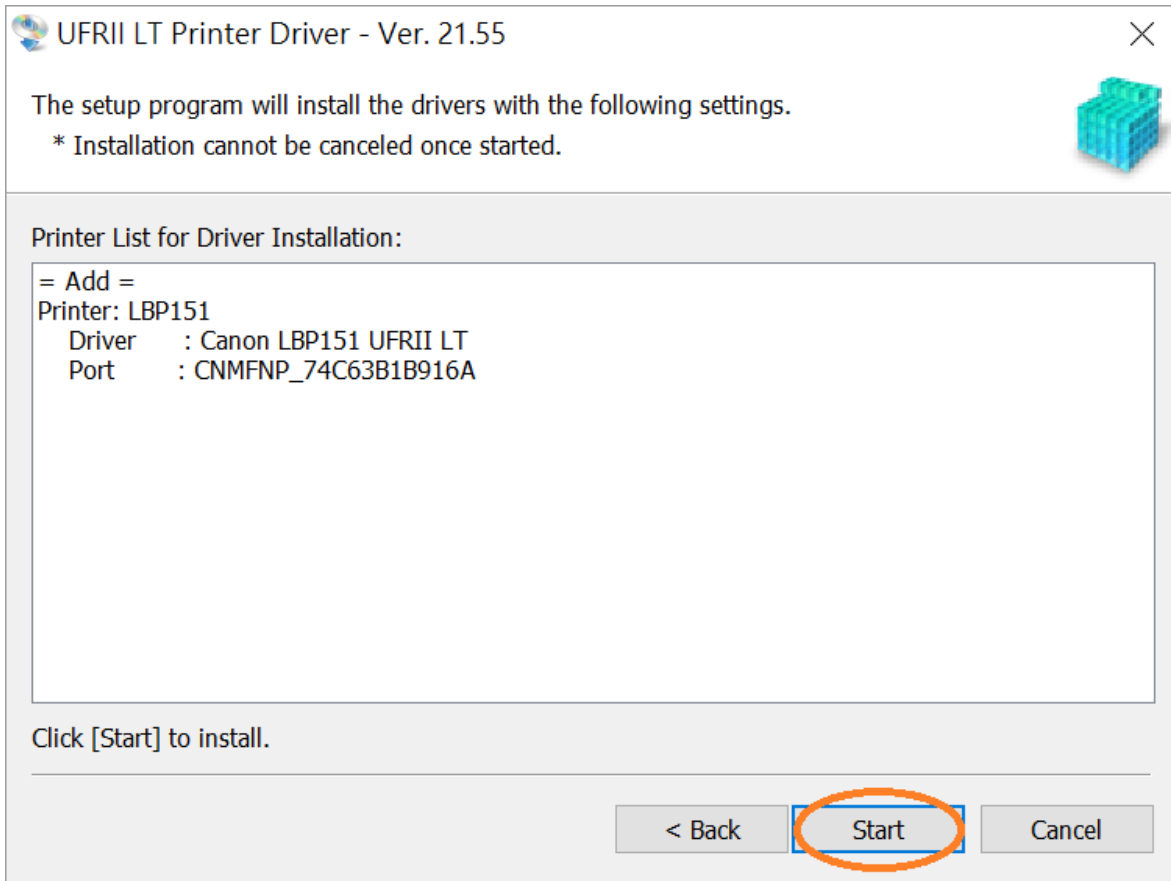 UFRII LT Printer Driver - Ver. 21.55
The setup program will install the drivers with the following settings.
* Installation cannot be canceled once started.
Printer List for Driver Installation:
= Add =
Printer: LBP151
Driver : Canon LBP151 UFRII LT
Port : CNMFNP_74C63B1B916A
Click [Start] to install.
< Back Start Cancel